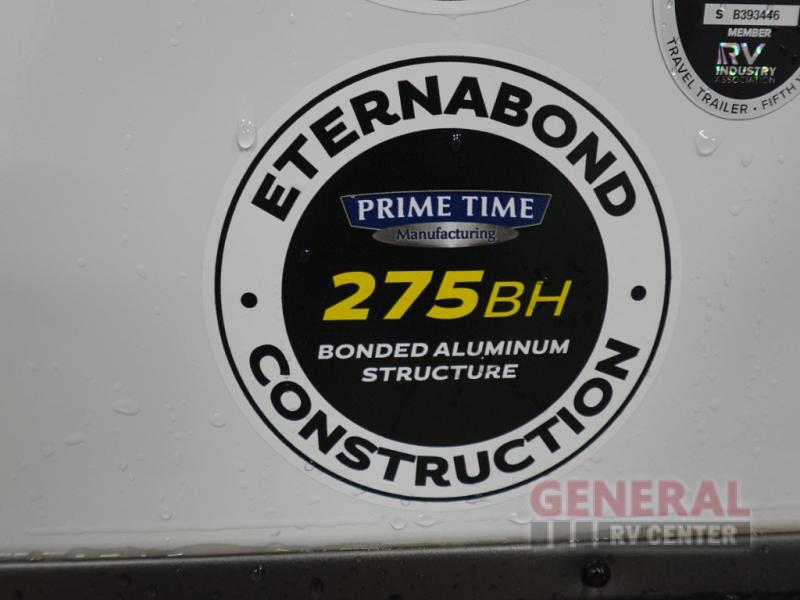 S B393446
MEMBER
RV
INDUSTRY
ASSOCIATION
TRAVEL TRAILER • FIFTH
ETERNABOND
PRIME TIME
Manufacturing
275BH
BONDED ALUMINUM
STRUCTURE
CONSTRUCTION
GENERAL
RV CENTER